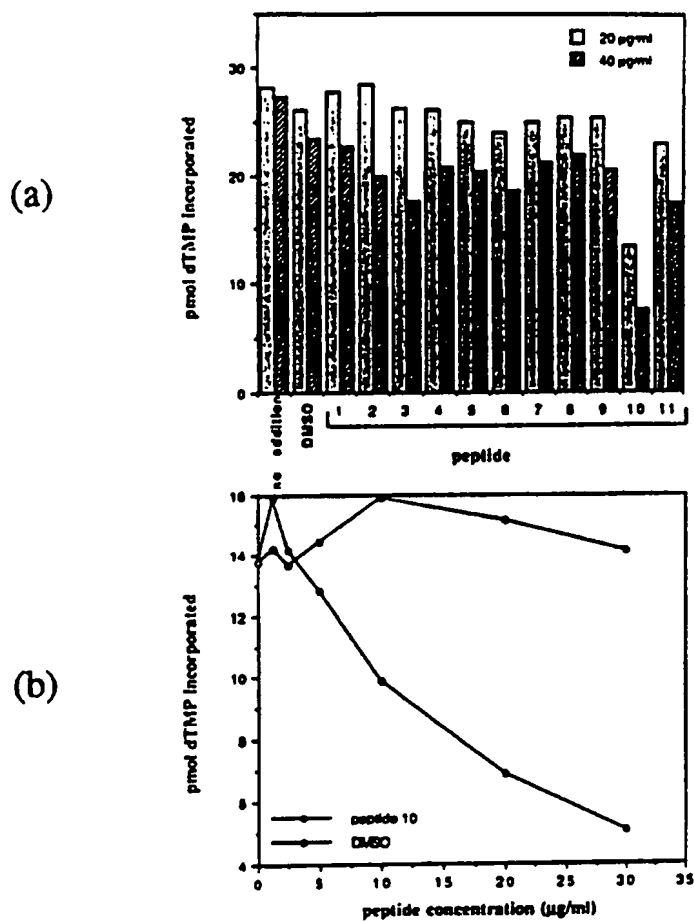 (a)
pmol dTMP Incorporated
30
20
10
0
20 µg/ml
40 µg/ml
no addition
DMSO
1 2 3 4 5 6 7 8 9 10 11
peptide
(b)
pmol dTMP Incorporated
16
14
12
10
8
6
4
peptide 10
DMSO
0 5 10 15 20 25 30 35
peptide concentration (µg/ml)